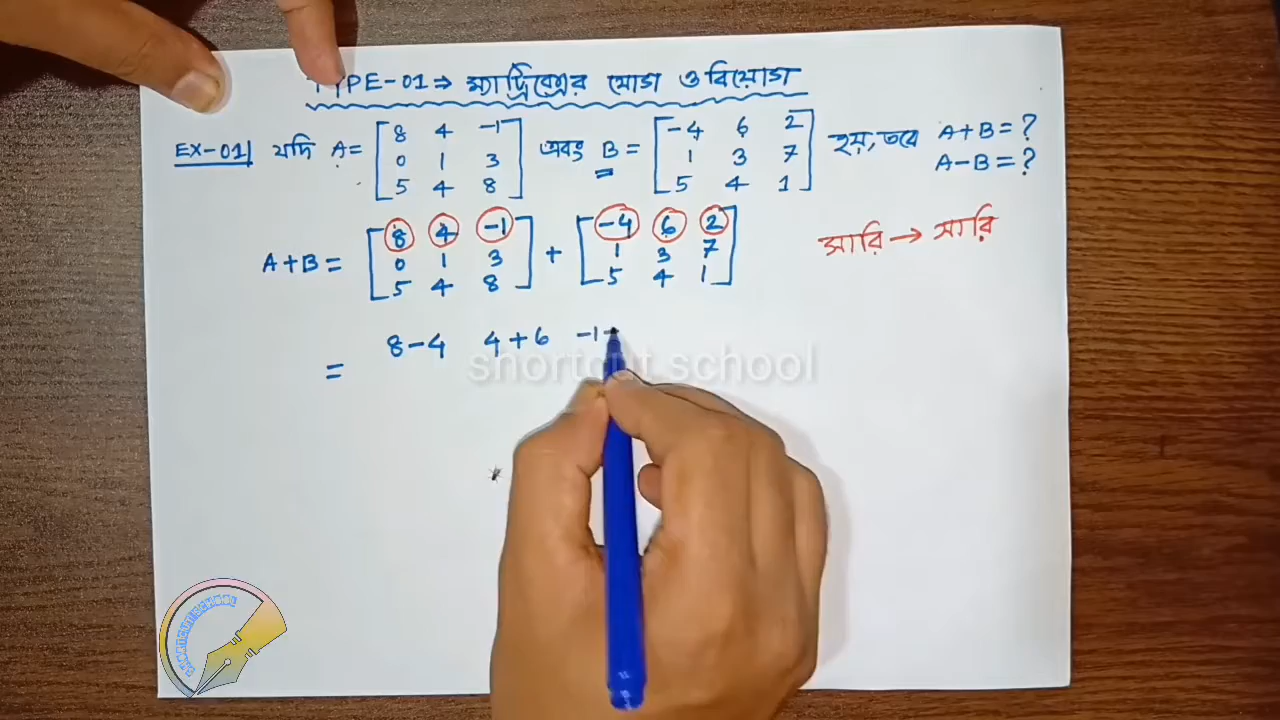 TYPE-01⇒ ম্যাট্রিক্সের যোগ ও বিয়োগ
EX-01| যদি A= [8 4 -1 এবং B = [-4 6 2 হয়, তবে A+B=?
0 1 3 1 3 7 A-B=?
5 4 8] 5 4 1]
A+B= [8 4 -1 + [-4 6 2 সারি → সারি
0 1 3 1 3 7
5 4 8] 5 4 1]
= 8-4 4+6 -1
shortcut school
SHORTCUT SCHOOL